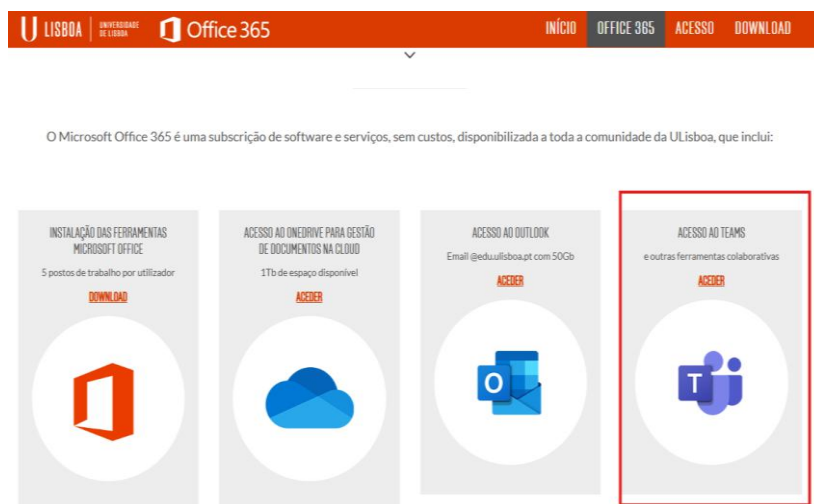 LISBOA UNIVERSIDADE
DE LISBOA
Office 365
INÍCIO OFFICE 365 ACESSO DOWNLOAD
O Microsoft Office 365 é uma subscrição de software e serviços, sem custos, disponibilizada a toda a comunidade da ULisboa, que inclui:
INSTALAÇÃO DAS FERRAMENTAS
MICROSOFT OFFICE
5 postos de trabalho por utilizador
DOWNLOAD
ACESSO AO ONEDRIVE PARA GESTÃO
DE DOCUMENTOS NA CLOUD
1Tb de espaço disponível
ACEDER
ACESSO AO OUTLOOK
Email @edu.ulisboa.pt com 50Gb
ACEDER
O
ACESSO AO TEAMS
e outras ferramentas colaborativas
ACEDER
T